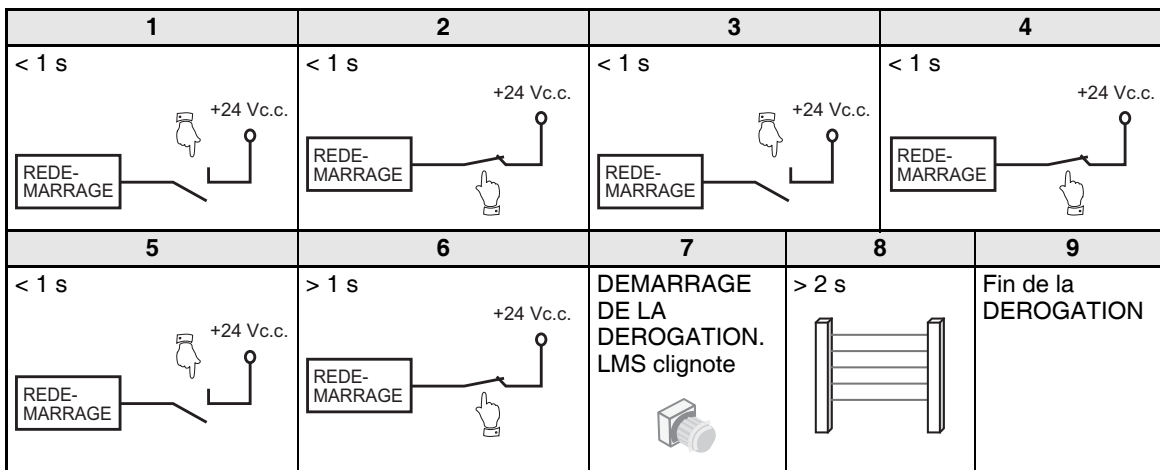 1
2
3
4
< 1 s
+24 Vc.c.
REDE-
MARRAGE
< 1 s
+24 Vc.c.
REDE-
MARRAGE
< 1 s
+24 Vc.c.
REDE-
MARRAGE
< 1 s
+24 Vc.c.
REDE-
MARRAGE
5
6
7
8
9
< 1 s
+24 Vc.c.
REDE-
MARRAGE
> 1 s
+24 Vc.c.
REDE-
MARRAGE
DEMARRAGE
DE LA
DEROGATION.
LMS clignote
> 2 s
Fin de la
DEROGATION